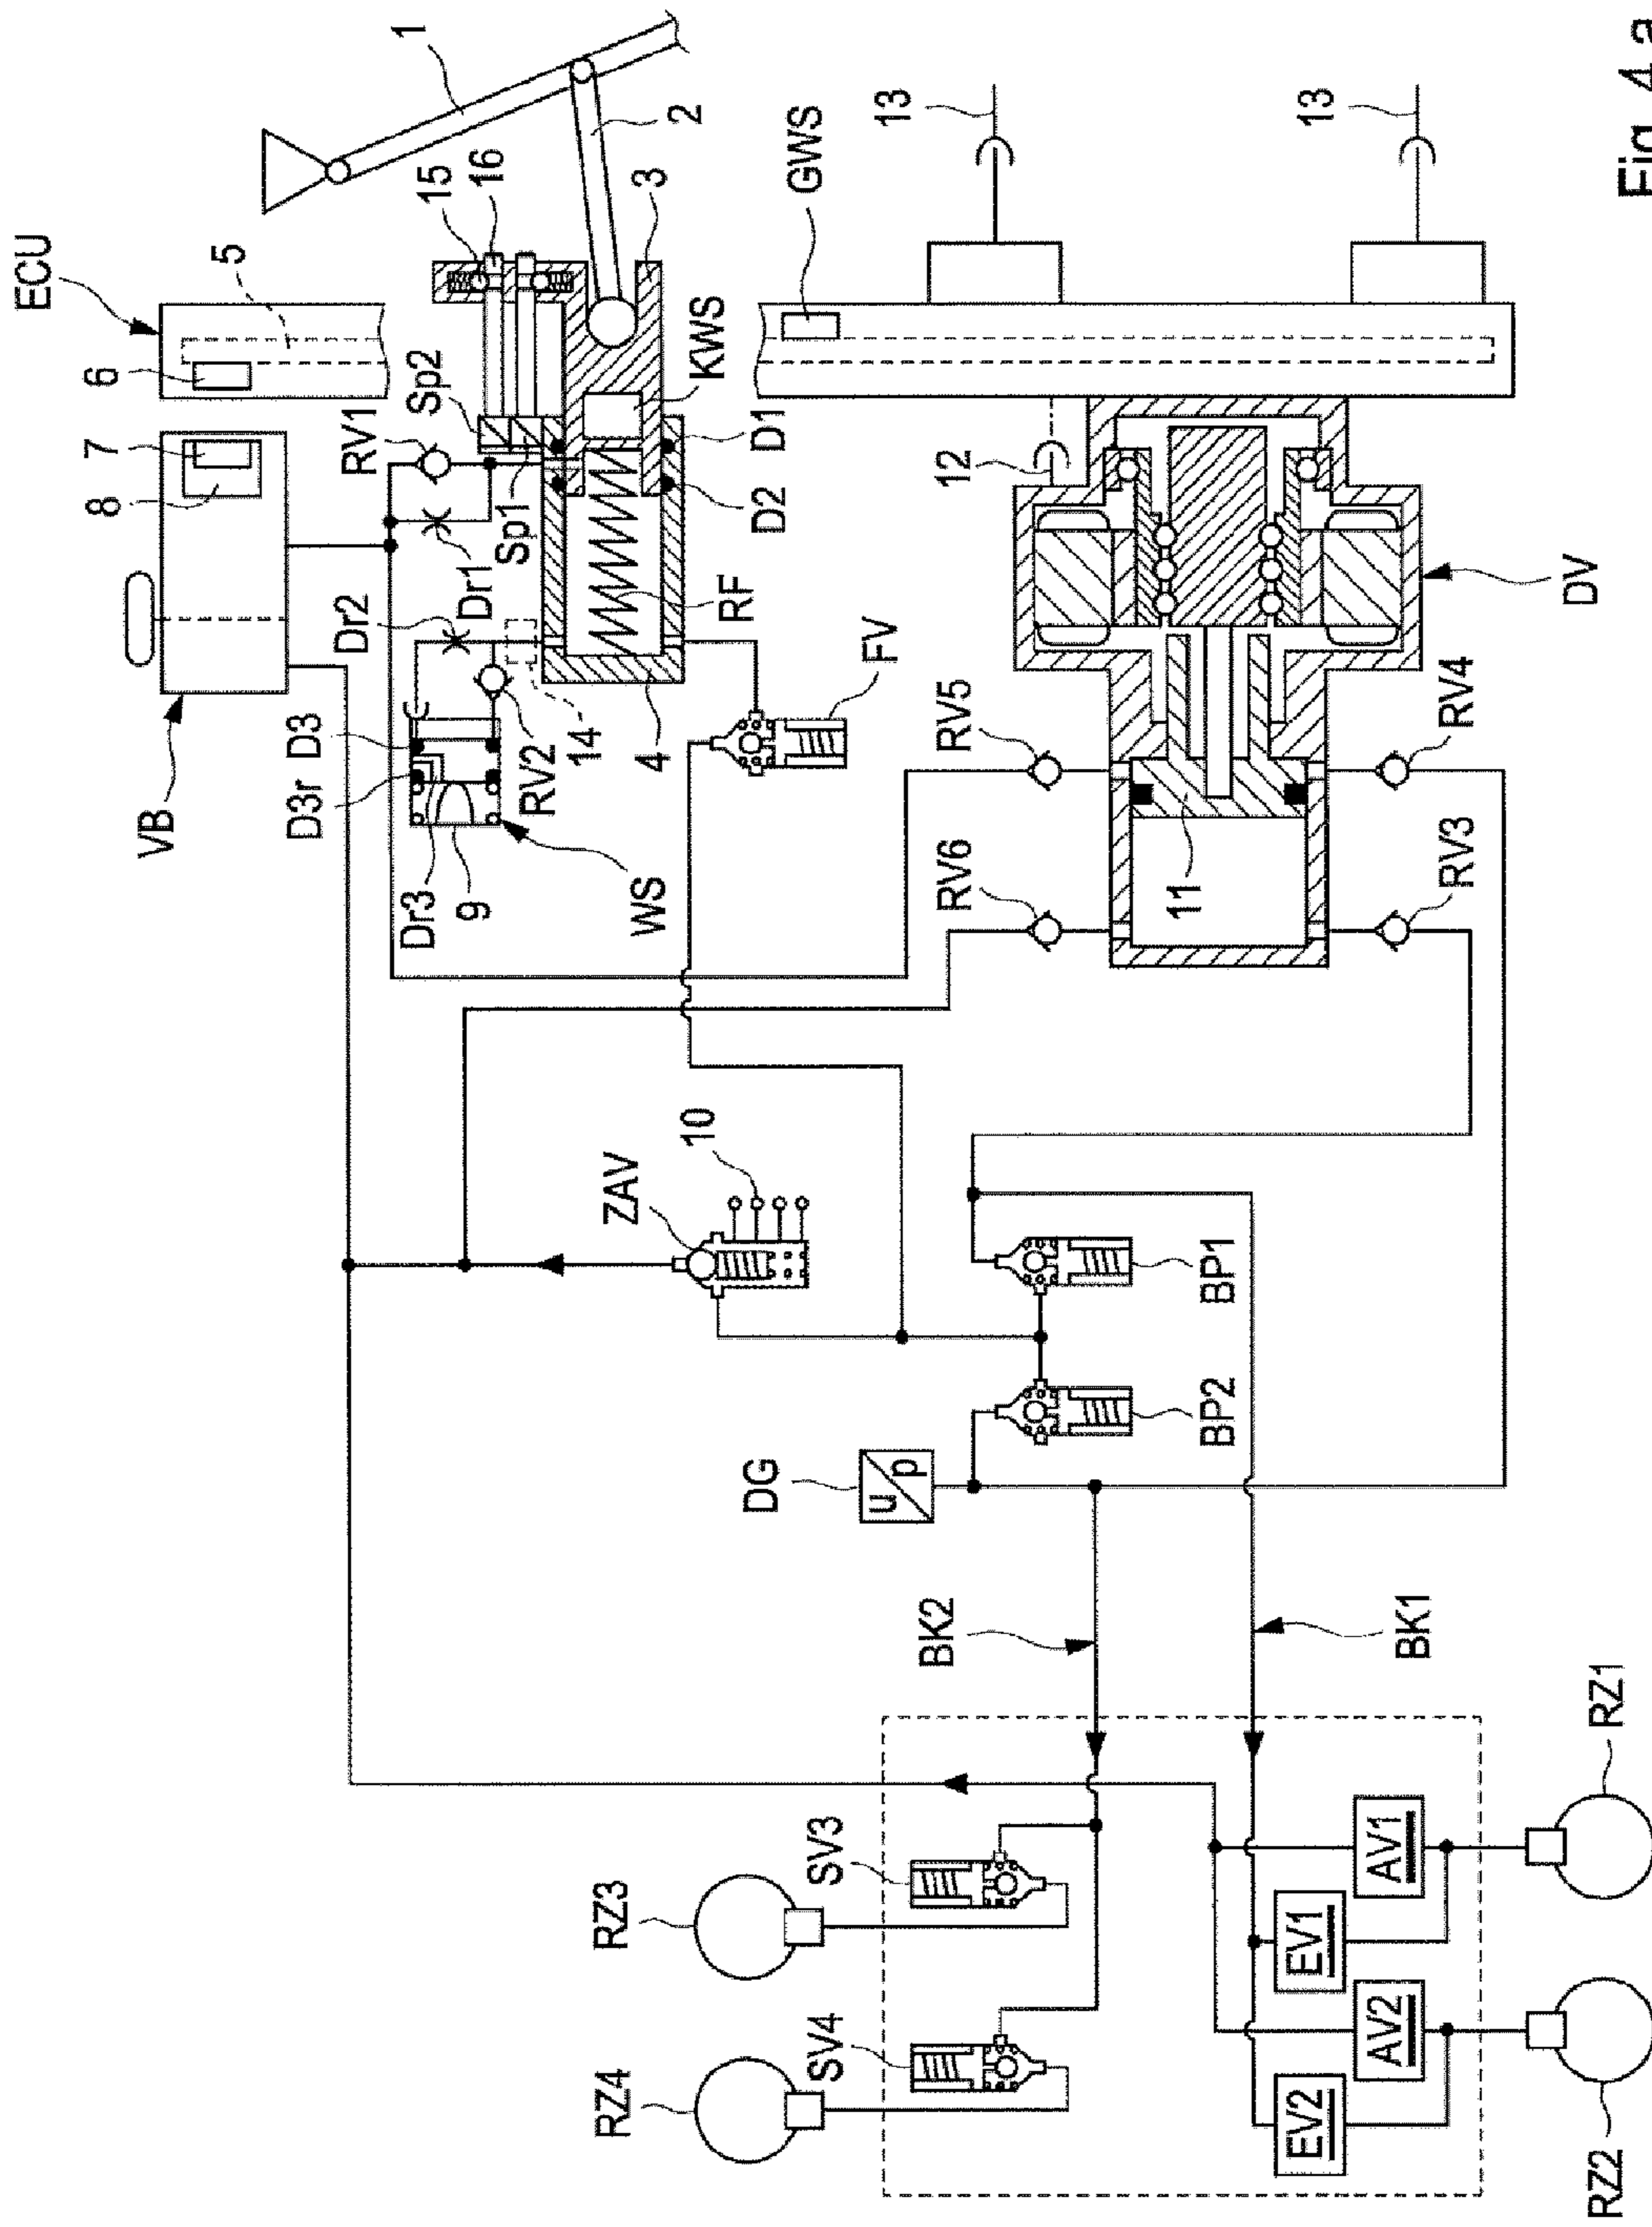 ECU
1
5
15
16
2
6
7
8
RV1
Sp2
3
Dr1
Sp1
KWS
D1
D2
VB
Dr2
RF
D3
D3r
RV2
14
4
FV
Dr3
9
WS
GWS
13
13
12
DV
RV5
RV4
RV6
11
RV3
ZAV
10
BP1
BP2
DG
u
p
BK2
BK1
RZ3
SV3
RZ4
SV4
AV1
EV1
AV2
EV2
RZ1
RZ2
Fig. 4 a